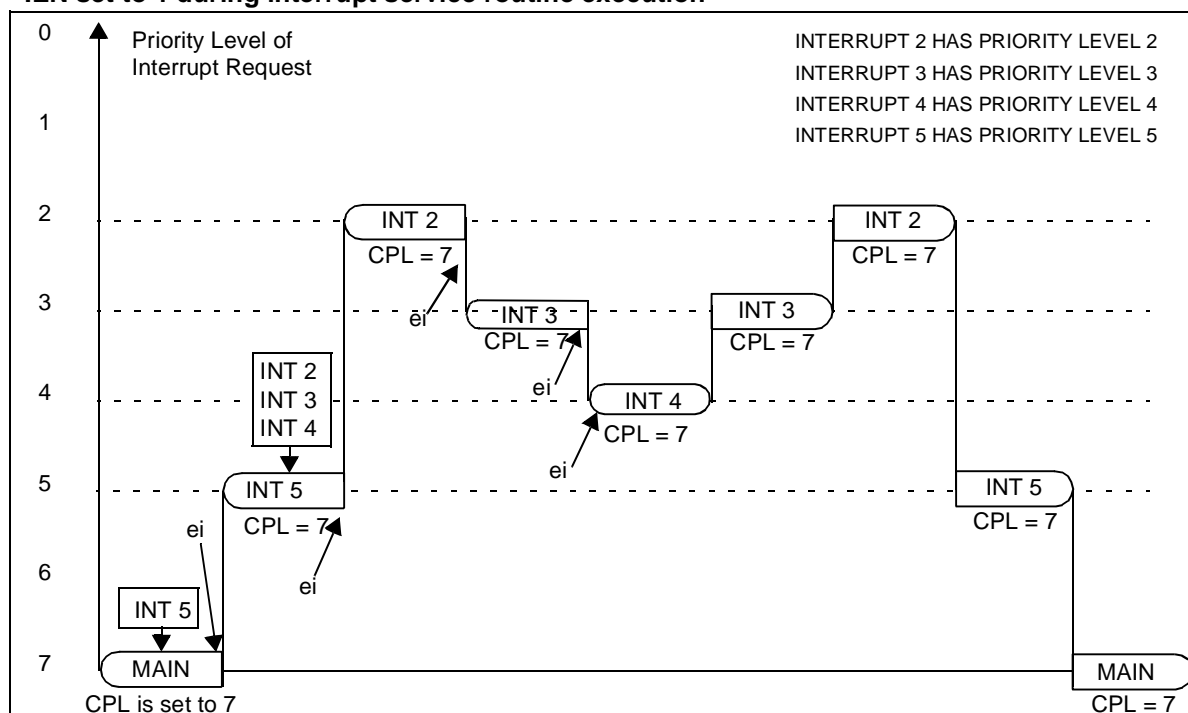 IEN set to 1 during interrupt service routine execution
0
Priority Level of
Interrupt Request
INTERRUPT 2 HAS PRIORITY LEVEL 2
INTERRUPT 3 HAS PRIORITY LEVEL 3
INTERRUPT 4 HAS PRIORITY LEVEL 4
INTERRUPT 5 HAS PRIORITY LEVEL 5
1
2
INT 2
CPL = 7
INT 2
CPL = 7
3
ei
INT 3
CPL = 7
INT 3
CPL = 7
INT 2
INT 3
INT 4
4
ei
INT 4
CPL = 7
ei
5
INT 5
CPL = 7
INT 5
CPL = 7
ei
ei
6
INT 5
7
MAIN
CPL is set to 7
MAIN
CPL = 7